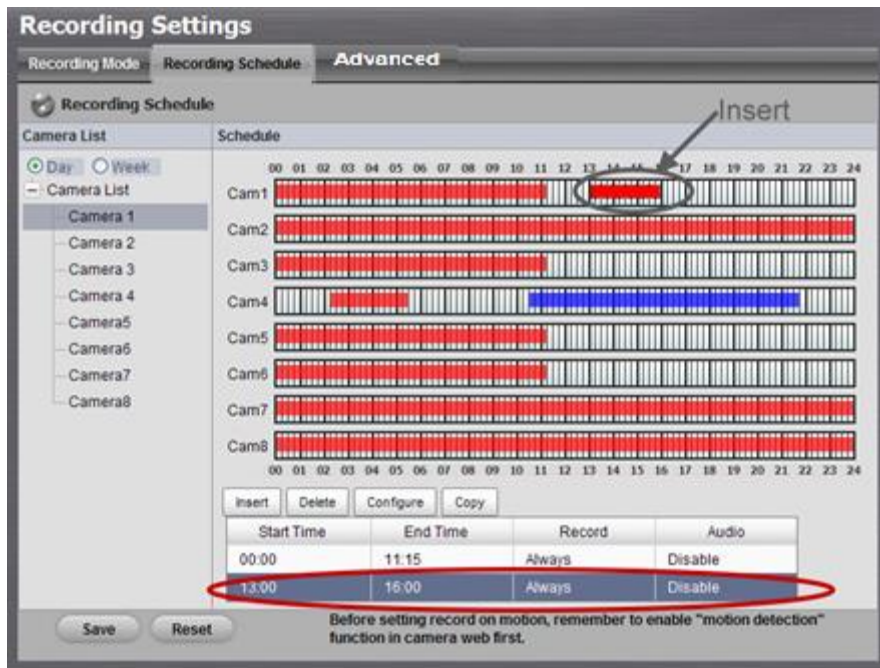 Recording Settings
Recording Mode Recording Schedule Advanced
Recording Schedule
Insert
Camera List Schedule
Day Week
Camera List
Camera 1
Camera 2
Camera 3
Camera 4
Camera5
Camera6
Camera7
Camera8
00 01 02 03 04 05 06 07 08 09 10 11 12 13 14 15 17 18 19 20 21 22 23 24
Cam1
Cam2
Cam3
Cam4
Cam5
Cam6
Cam7
Cam8
00 01 02 03 04 05 06 07 08 09 10 11 12 13 14 15 16 17 18 19 20 21 22 23 24
Insert Delete Configure Copy
Start Time End Time Record Audio
00:00 11:15 Always Disable
13:00 16:00 Always Disable
Save Reset
Before setting record on motion, remember to enable "motion detection"
function in camera web first.